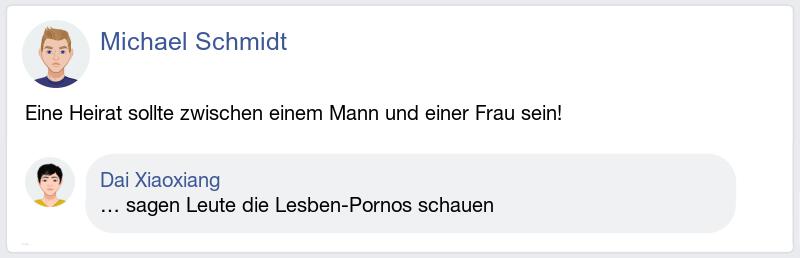 Michael Schmidt
Eine Heirat sollte zwischen einem Mann und einer Frau sein!
Dai Xiaoxiang
… sagen Leute die Lesben-Pornos schauen